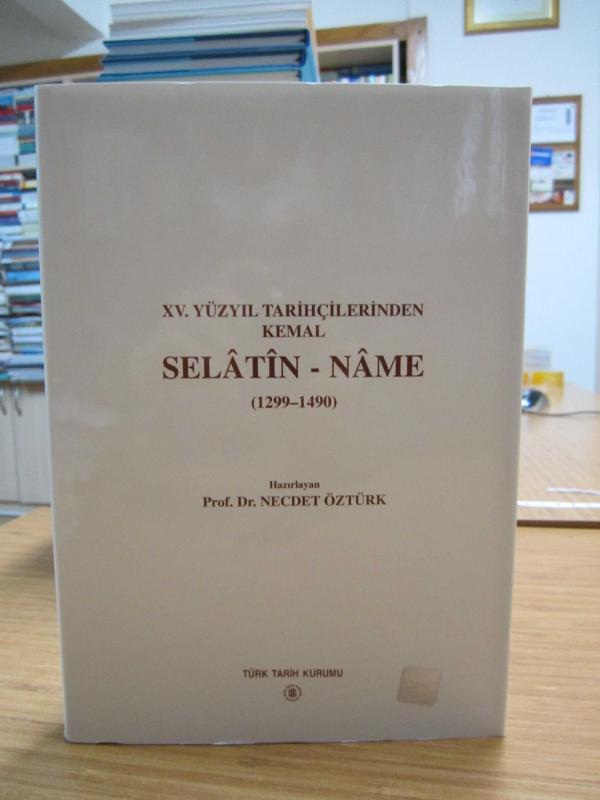 XV. YÜZYIL TARİHÇİLERİNDEN
KEMAL
SELÂTÎN - NÂME
(1299–1490)
Hazırlayan
Prof. Dr. NECDET ÖZTÜRK
TÜRK TARİH KURUMU